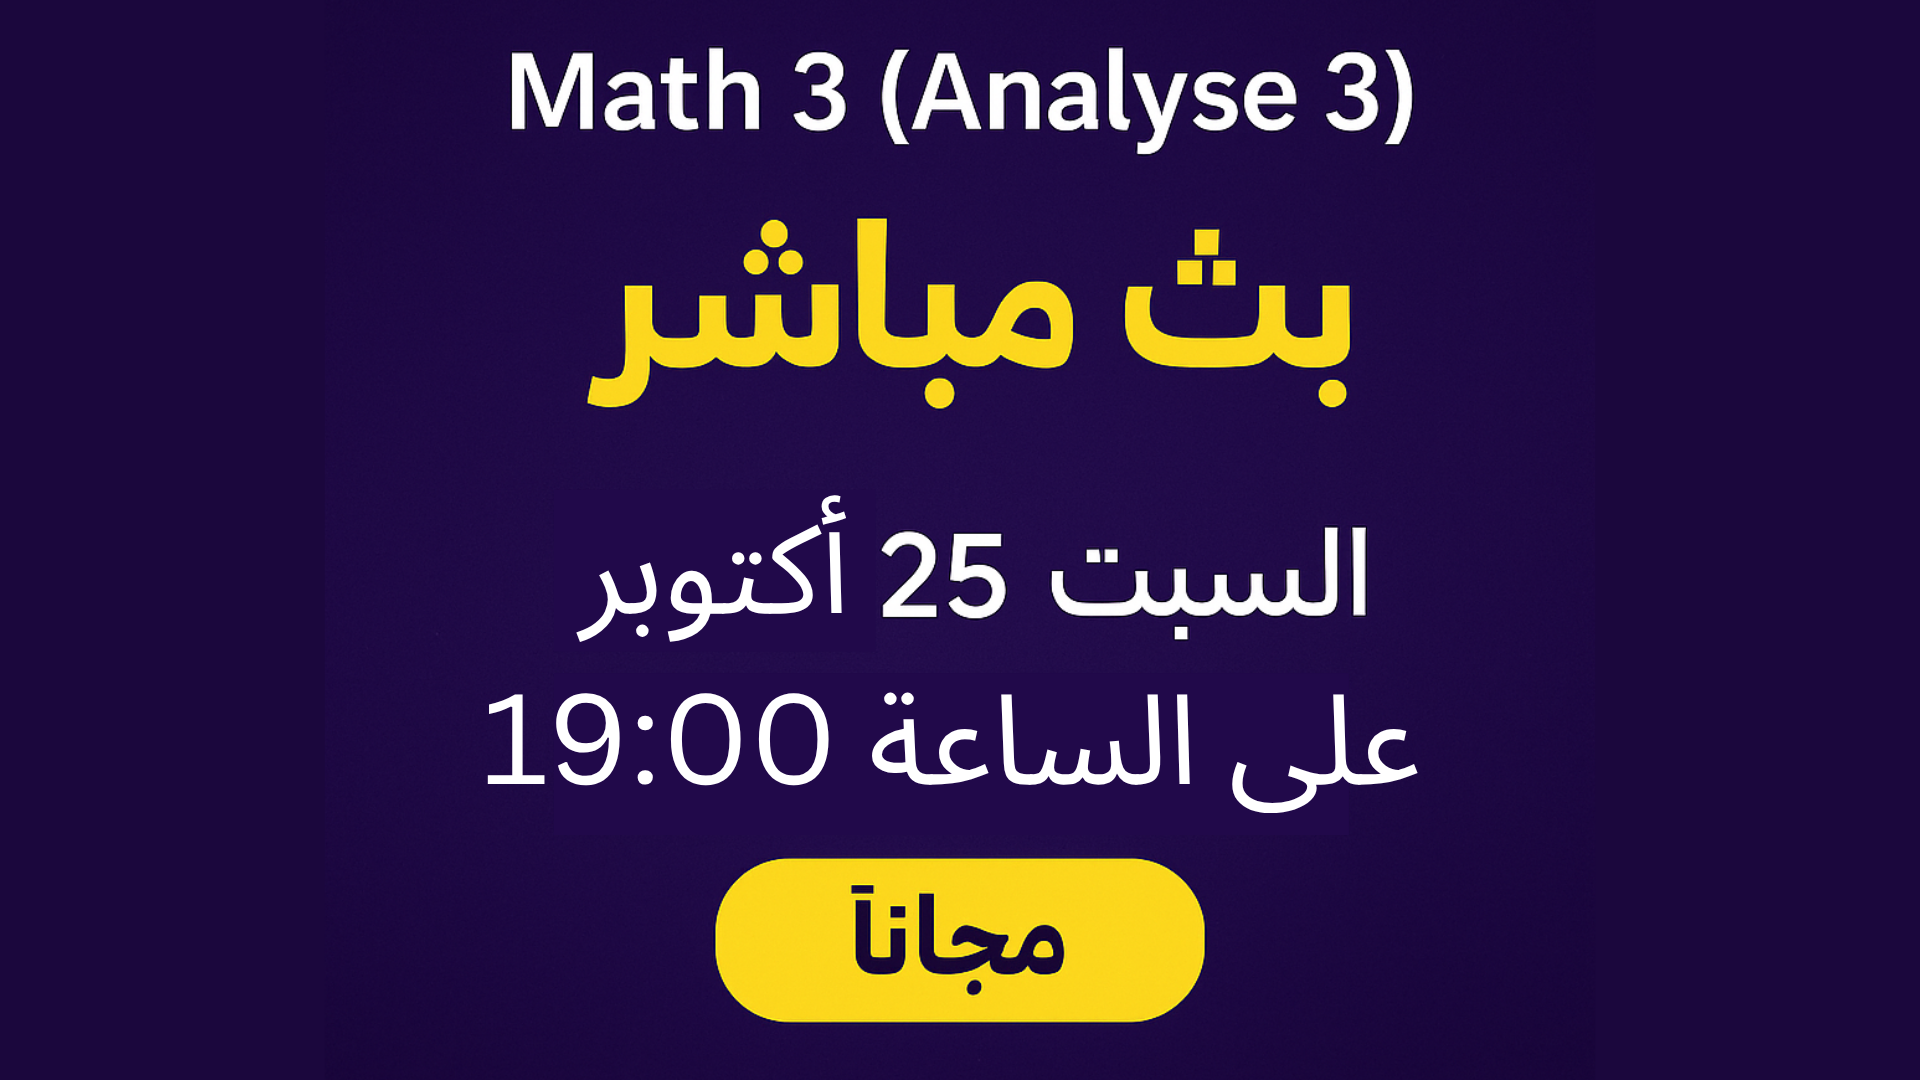 Math 3 (Analyse 3)
بث مباشر
السبت 25 أكتوبر
على الساعة 19:00
مجاناً